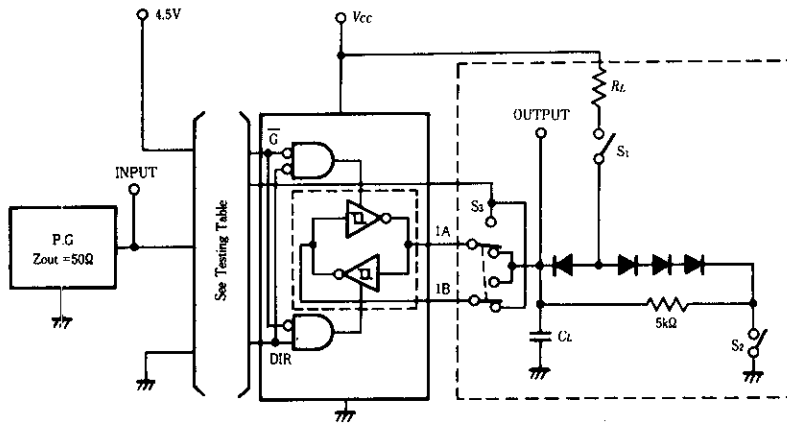 4.5V
Vcc
RL
OUTPUT
G
INPUT
S1
S3
P.G
Zout =50Ω
See Testing Table
1A
1B
5kΩ
CL
S2
DIR